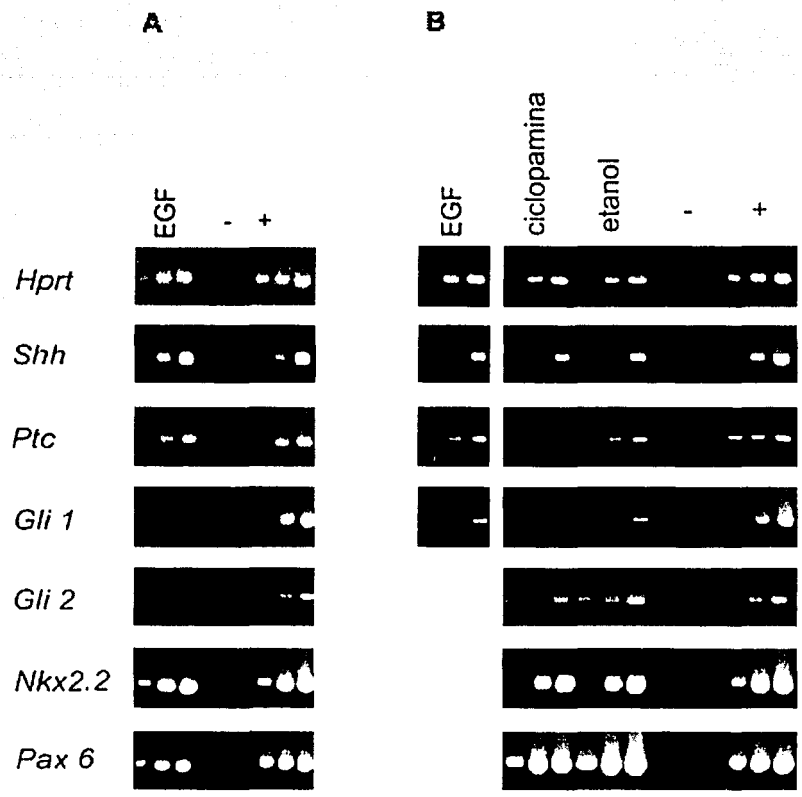 A
B
EGF - +
EGF ciclopamina etanol - +
Hprt
Shh
Ptc
Gli 1
Gli 2
Nkx2.2
Pax 6